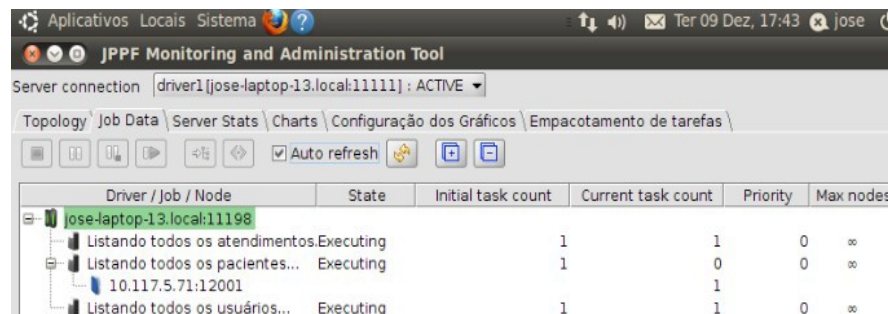 Aplicativos Locais Sistema ? Ter 09 Dez, 17:43 jose
JPPF Monitoring and Administration Tool
Server connection driver1[jose-laptop-13.local:11111] : ACTIVE
Topology Job Data Server Stats Charts Configuração dos Gráficos Empacotamento de tarefas
Auto refresh
Driver / Job / Node State Initial task count Current task count Priority Max nodes
jose-laptop-13.local:11198
Listando todos os atendimentos. Executing 1 1 0 ∞
Listando todos os pacientes... Executing 1 0 0 ∞
10.117.5.71:12001 1
Listando todos os usuários... Executing 1 1 0 ∞